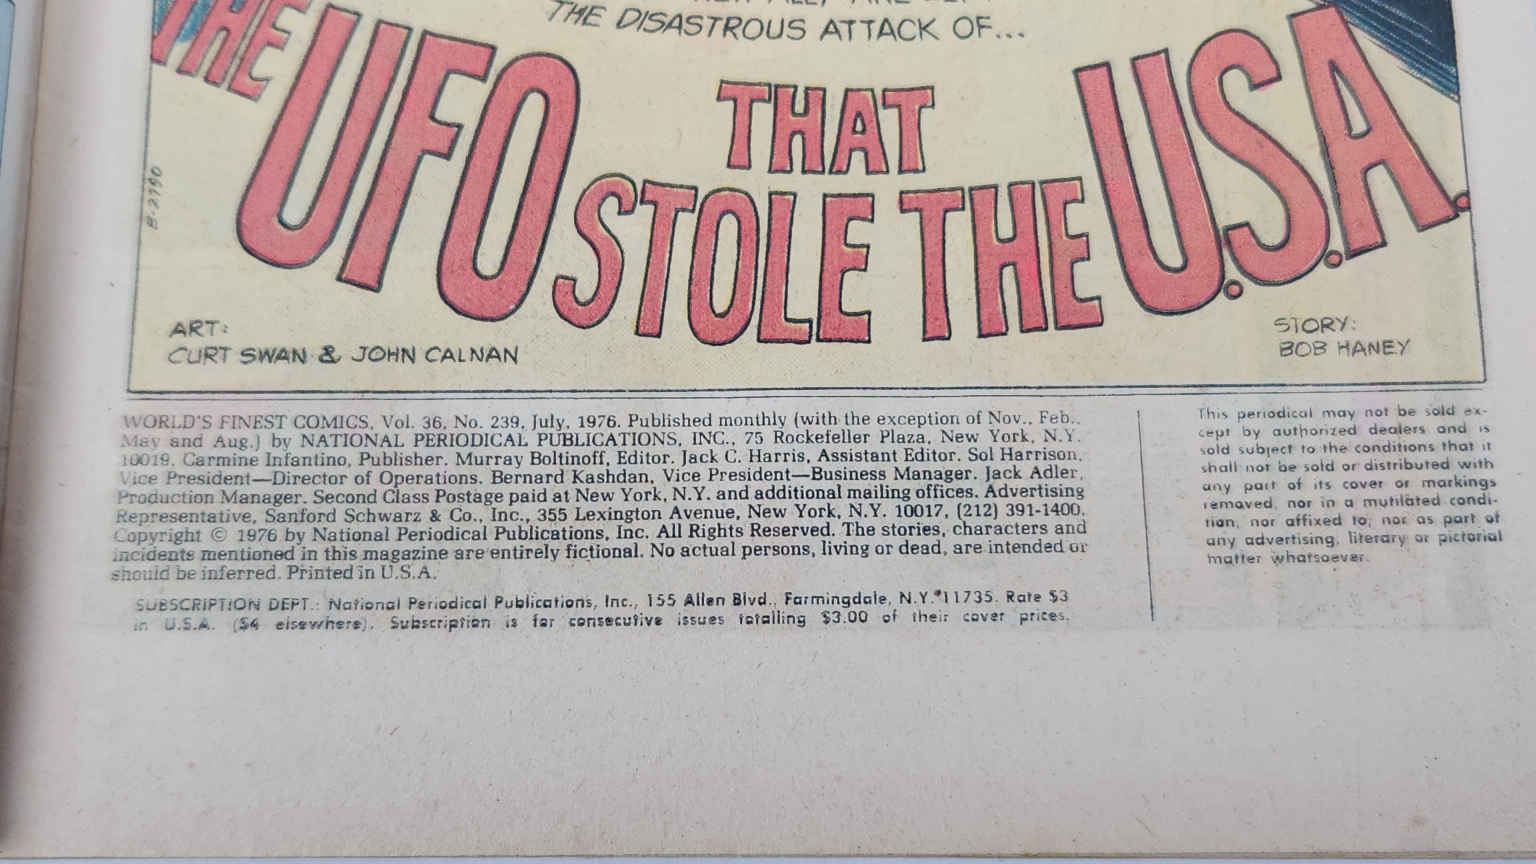 THE DISASTROUS ATTACK OF...
THE UFO
THAT
STOLE THE
U.S.A.
B-2790
ART:
CURT SWAN & JOHN CALNAN
STORY:
BOB HANEY
WORLD'S FINEST COMICS, Vol. 36, No. 239, July, 1976. Published monthly (with the exception of Nov., Feb.,
May and Aug.) by NATIONAL PERIODICAL PUBLICATIONS, INC., 75 Rockefeller Plaza, New York, N.Y.
10019. Carmine Infantino, Publisher. Murray Boltinoff, Editor. Jack C. Harris, Assistant Editor. Sol Harrison,
Vice President—Director of Operations. Bernard Kashdan, Vice President—Business Manager. Jack Adler,
Production Manager. Second Class Postage paid at New York, N.Y. and additional mailing offices. Advertising
Representative, Sanford Schwarz & Co., Inc., 355 Lexington Avenue, New York, N.Y. 10017, (212) 391-1400.
Copyright © 1976 by National Periodical Publications, Inc. All Rights Reserved. The stories, characters and
incidents mentioned in this magazine are entirely fictional. No actual persons, living or dead, are intended or
should be inferred. Printed in U.S.A.
SUBSCRIPTION DEPT.: National Periodical Publications, Inc., 155 Allen Blvd., Farmingdale, N.Y. 11735. Rate $3
in U.S.A. ($4 elsewhere). Subscription is for consecutive issues totalling $3.00 of their cover prices.
This periodical may not be sold ex-
cept by authorized dealers and is
sold subject to the conditions that it
shall not be sold or distributed with
any part of its cover or markings
removed, nor in a mutilated condi-
tion, nor affixed to, nor as part of
any advertising, literary or pictorial
matter whatsoever.